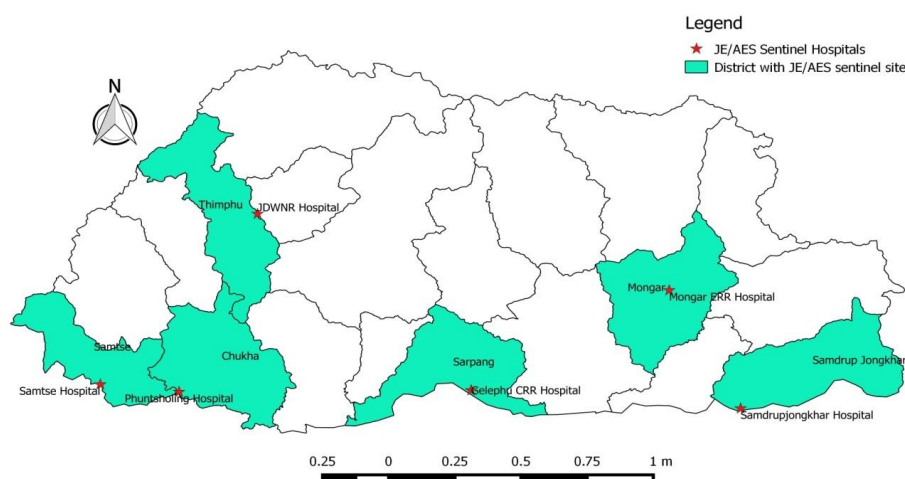 Legend
JE/AES Sentinel Hospitals
District with JE/AES sentinel site
N
Thimphu
JDWNR Hospital
Mongar
Mongar ERR Hospital
Samtse
Chukha
Sarpang
Samdrup Jongkhar
Samtse Hospital
Phuntsholing Hospital
Gelephu CRR Hospital
Samdrupjongkhar Hospital
0.25 0 0.25 0.5 0.75 1 m